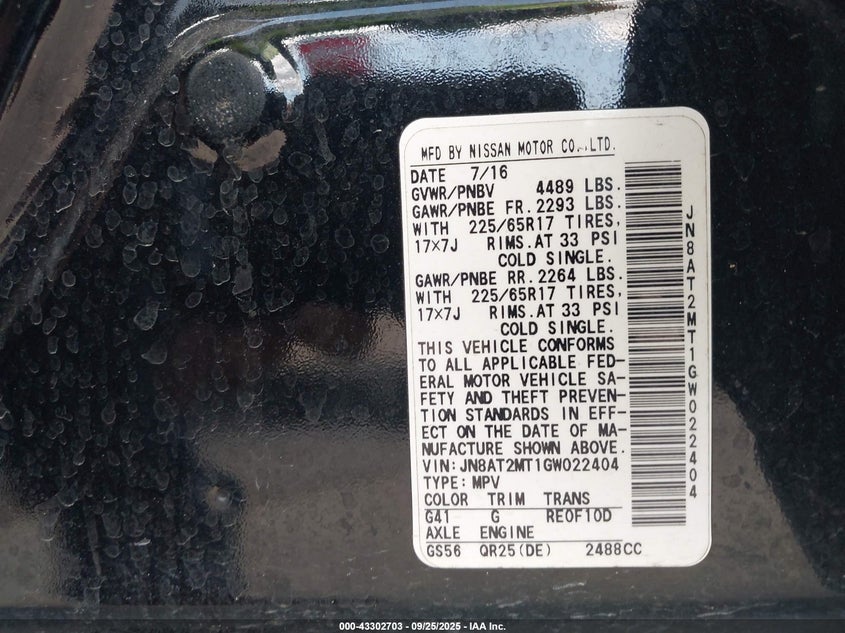 MFD BY NISSAN MOTOR CO.,LTD.
DATE 7/16
GVWR/PNBV 4489 LBS.
GAWR/PNBE FR. 2293 LBS.
WITH 225/65R17 TIRES,
17×7J RIMS.AT 33 PSI
COLD SINGLE.
GAWR/PNBE RR. 2264 LBS.
WITH 225/65R17 TIRES,
17×7J RIMS.AT 33 PSI
COLD SINGLE.
THIS VEHICLE CONFORMS
TO ALL APPLICABLE FED-
ERAL MOTOR VEHICLE SA-
FETY AND THEFT PREVEN-
TION STANDARDS IN EFF-
ECT ON THE DATE OF MA-
NUFACTURE SHOWN ABOVE.
VIN:JN8AT2MT1GW022404
TYPE:MPV
COLOR TRIM TRANS
G41 G RE0F10D
AXLE ENGINE
GS56 QR25(DE) 2488CC
JN8AT2MT1GW022404
000-43302703 - 09/25/2025 - IAA Inc.